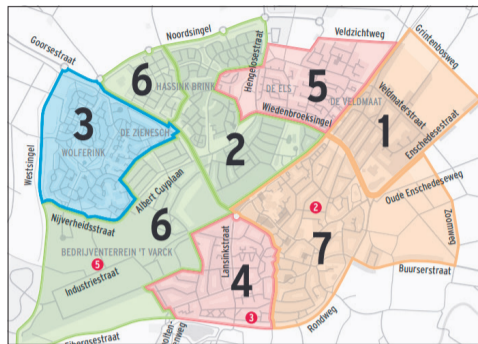 Noordsingel
Goorsestraat
Hengelosestraat
5
Veldzichtweg
Grintenbosweg
6
HASSINK BRINK
DE ELS
DE VELDMAAT
3
Wiedenbroeksingel
Veldmaterstraat
1
Enschedesestraat
DE ZIENESCH
WOLFERINK
2
Westsingel
Albert Cuyplaan
Oude Enschedeseweg
2
Nijverheidsstraat
6
Zoomweg
BEDRIJVENTERREIN 'T VARCK
5
Lansinkstraat
7
Industriestraat
4
Buurserstraat
3
Rondweg